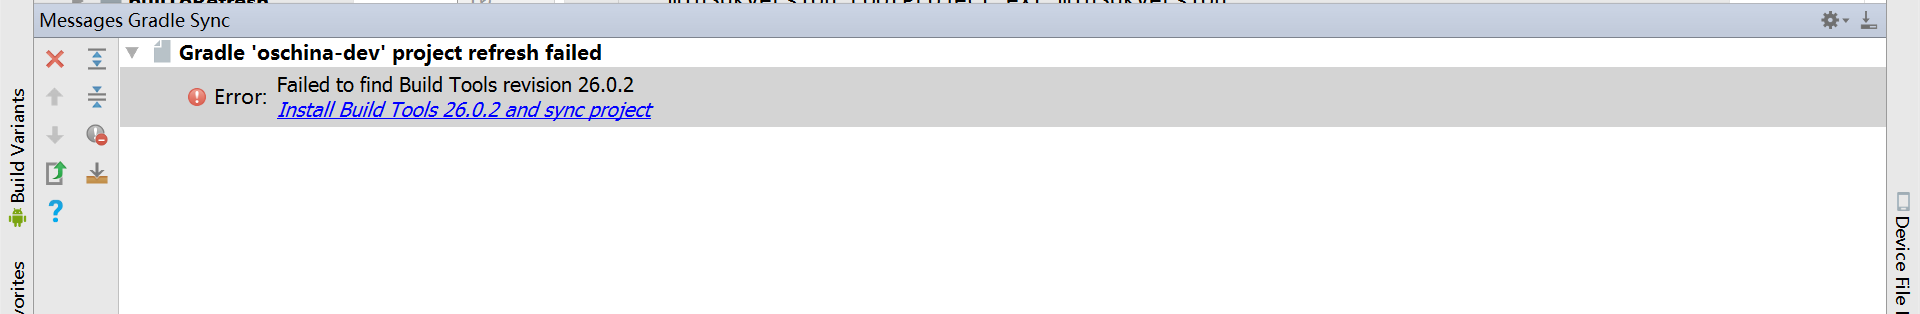 Messages Gradle Sync
Gradle 'oschina-dev' project refresh failed
Error:
Failed to find Build Tools revision 26.0.2
Install Build Tools 26.0.2 and sync project
Build Variants
vorites
Device File